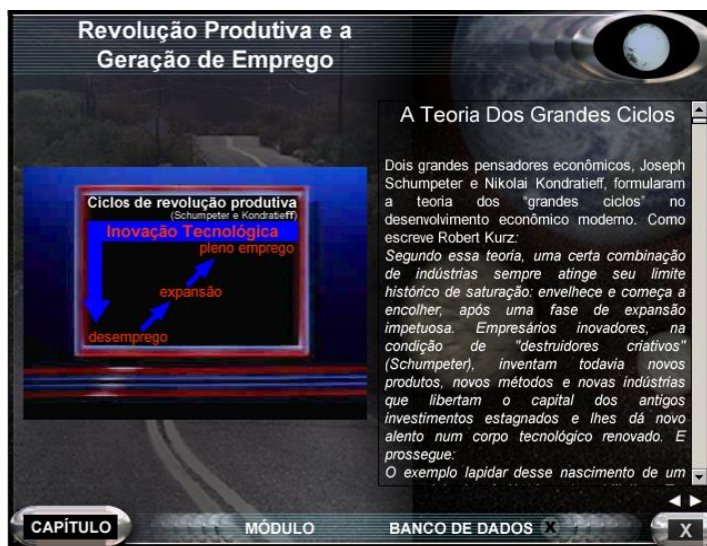 Revolução Produtiva e a
Geração de Emprego
A Teoria Dos Grandes Ciclos
Ciclos de revolução produtiva
(Schumpeter e Kondratieff)
Inovação Tecnológica
pleno emprego
expansão
desemprego
Dois grandes pensadores econômicos, Joseph
Schumpeter e Nikolai Kondratieff, formularam
a teoria dos "grandes ciclos" no
desenvolvimento econômico moderno. Como
escreve Robert Kurz:
Segundo essa teoria, uma certa combinação
de indústrias sempre atinge seu limite
histórico de saturação: envelhece e começa a
encolher, após uma fase de expansão
impetuosa. Empresários inovadores, na
condição de "destruidores criativos"
(Schumpeter), inventam todavia novos
produtos, novos métodos e novas indústrias
que libertam o capital dos antigos
investimentos estagnados e lhes dá novo
alento num corpo tecnológico renovado. E
prossegue:
O exemplo lapidar desse nascimento de um
CAPÍTULO
MÓDULO
BANCO DE DADOS X
X